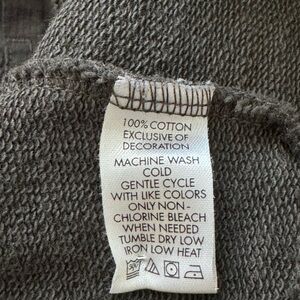 100% COTTON
EXCLUSIVE OF
DECORATION
MACHINE WASH
COLD
GENTLE CYCLE
WITH LIKE COLORS
ONLY NON-
CHLORINE BLEACH
WHEN NEEDED
TUMBLE DRY LOW
IRON LOW HEAT